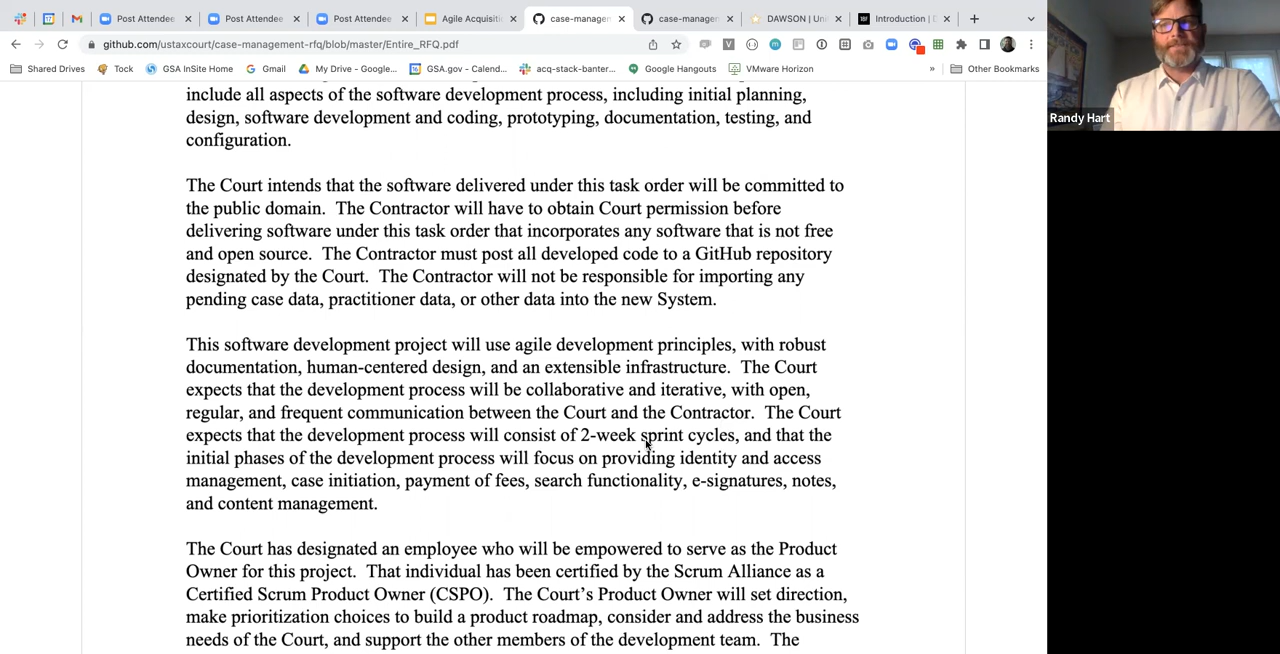 Post Attendee
Post Attendee
Post Attendee
Agile Acquisitio
case-manager
case-manager
DAWSON | Uni
Introduction | D
github.com/ustaxcourt/case-management-rfq/blob/master/Entire_RFQ.pdf
Shared Drives
Tock
GSA InSite Home
Gmail
My Drive - Google...
GSA.gov - Calend...
acq-stack-banter...
Google Hangouts
VMware Horizon
»
Other Bookmarks
Randy Hart
include all aspects of the software development process, including initial planning,
design, software development and coding, prototyping, documentation, testing, and
configuration.
The Court intends that the software delivered under this task order will be committed to
the public domain.  The Contractor will have to obtain Court permission before
delivering software under this task order that incorporates any software that is not free
and open source.  The Contractor must post all developed code to a GitHub repository
designated by the Court.  The Contractor will not be responsible for importing any
pending case data, practitioner data, or other data into the new System.
This software development project will use agile development principles, with robust
documentation, human-centered design, and an extensible infrastructure.  The Court
expects that the development process will be collaborative and iterative, with open,
regular, and frequent communication between the Court and the Contractor.  The Court
expects that the development process will consist of 2-week sprint cycles, and that the
initial phases of the development process will focus on providing identity and access
management, case initiation, payment of fees, search functionality, e-signatures, notes,
and content management.
The Court has designated an employee who will be empowered to serve as the Product
Owner for this project.  That individual has been certified by the Scrum Alliance as a
Certified Scrum Product Owner (CSPO).  The Court's Product Owner will set direction,
make prioritization choices to build a product roadmap, consider and address the business
needs of the Court, and support the other members of the development team.  The